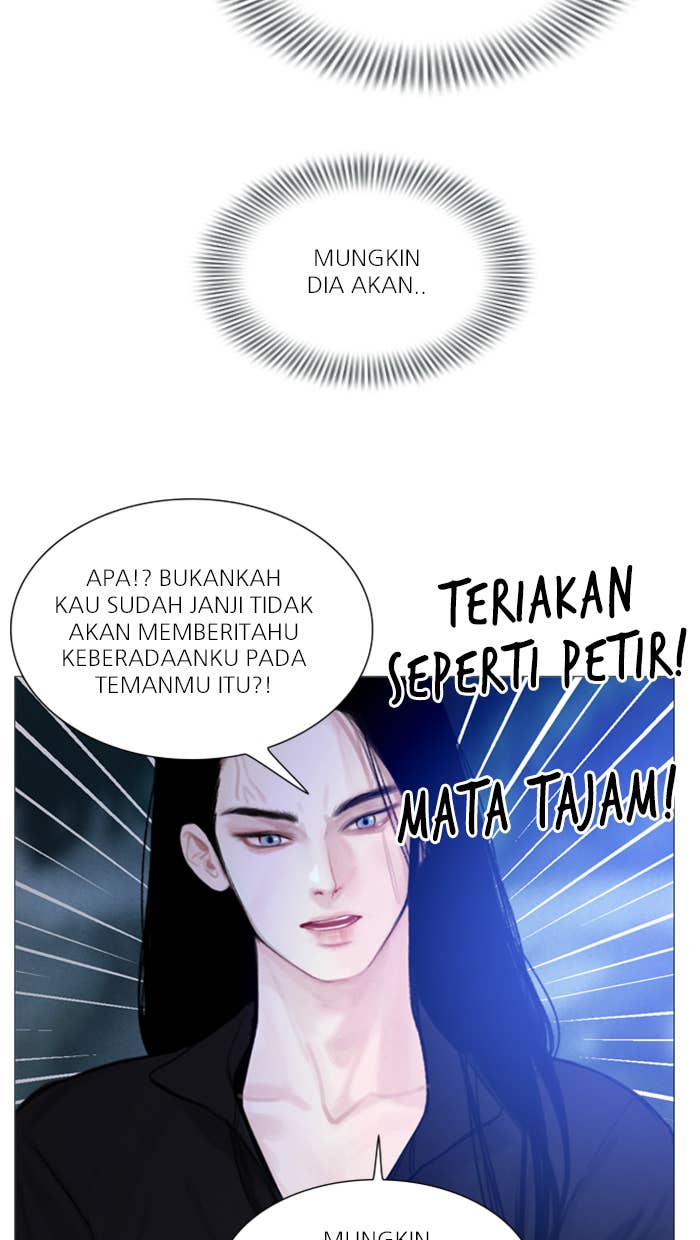 MUNGKIN
DIA AKAN..
APA!? BUKANKAH
KAU SUDAH JANJI TIDAK
AKAN MEMBERITAHU
KEBERADAANKU PADA
TEMANMU ITU?!
TERIAKAN
SEPERTI PETIR!
MATA TAJAM!
MUNGKIN